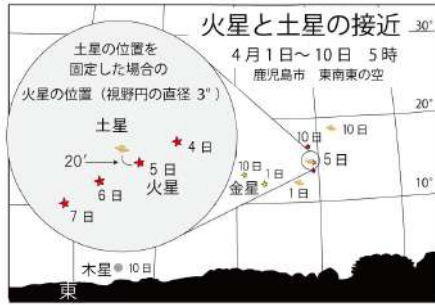 火星と土星の接近
4月1日～10日 5時
鹿児島市 東南東の空
土星の位置を
固定した場合の
火星の位置（視野円の直径 3°）
土星
20′
4日
5日
火星
6日
7日
30°
20°
10°
10日
10日
5日
10日
金星
1日
1日
木星
10日
東